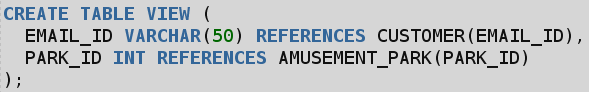 CREATE TABLE VIEW (
  EMAIL_ID VARCHAR(50) REFERENCES CUSTOMER(EMAIL_ID),
  PARK_ID INT REFERENCES AMUSEMENT_PARK(PARK_ID)
);